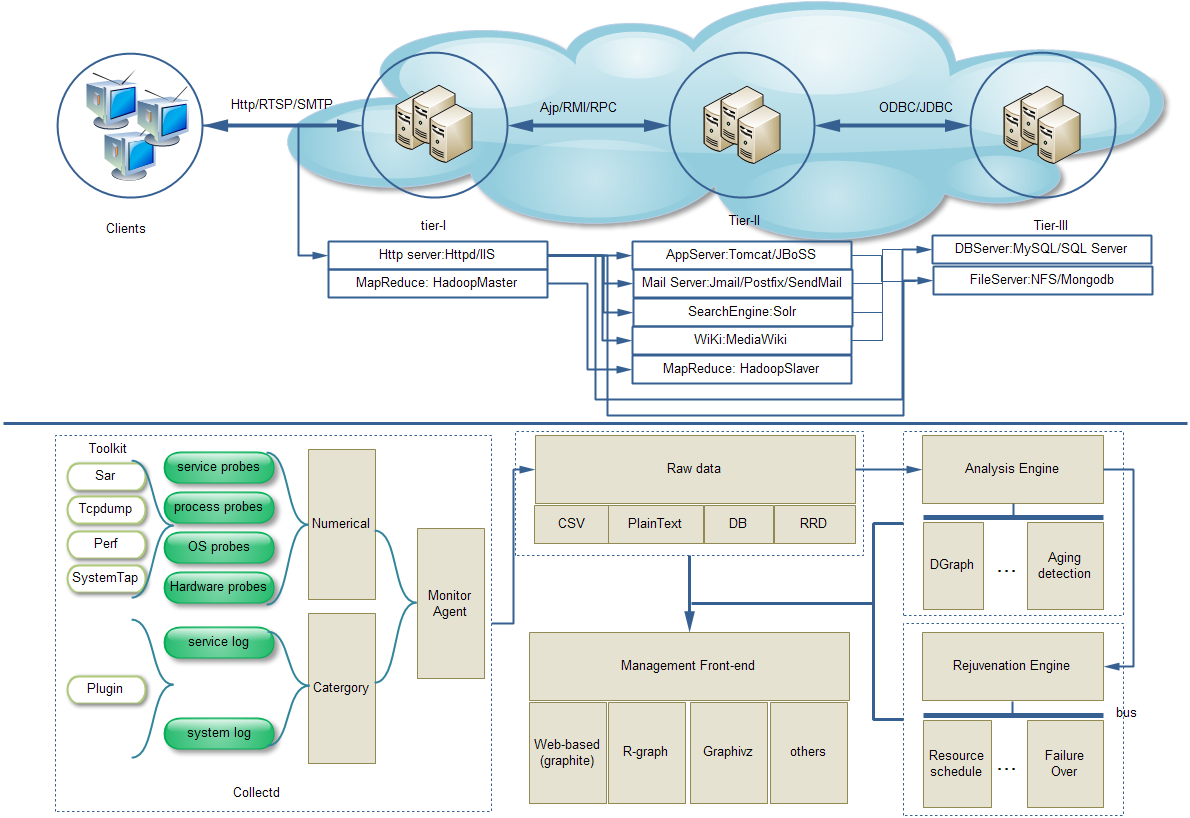 Http/RTSP/SMTP
Ajp/RMI/RPC
ODBC/JDBC
Clients
tier-I
Tier-II
Tier-III
Http server:Httpd/IIS
MapReduce: HadoopMaster
AppServer:Tomcat/JBoSS
Mail Server:Jmail/Postfix/SendMail
SearchEngine:Solr
WiKi:MediaWiki
MapReduce: HadoopSlaver
DBServer:MySQL/SQL Server
FileServer:NFS/Mongodb
Toolkit
Sar
Tcpdump
Perf
SystemTap
Plugin
service probes
process probes
OS probes
Hardware probes
service log
system log
Numerical
Catergory
Monitor
Agent
Collectd
Raw data
CSV
PlainText
DB
RRD
Management Front-end
Web-based
(graphite)
R-graph
Graphivz
others
Analysis Engine
DGraph
...
Aging
detection
Rejuvenation Engine
bus
Resource
schedule
...
Failure
Over